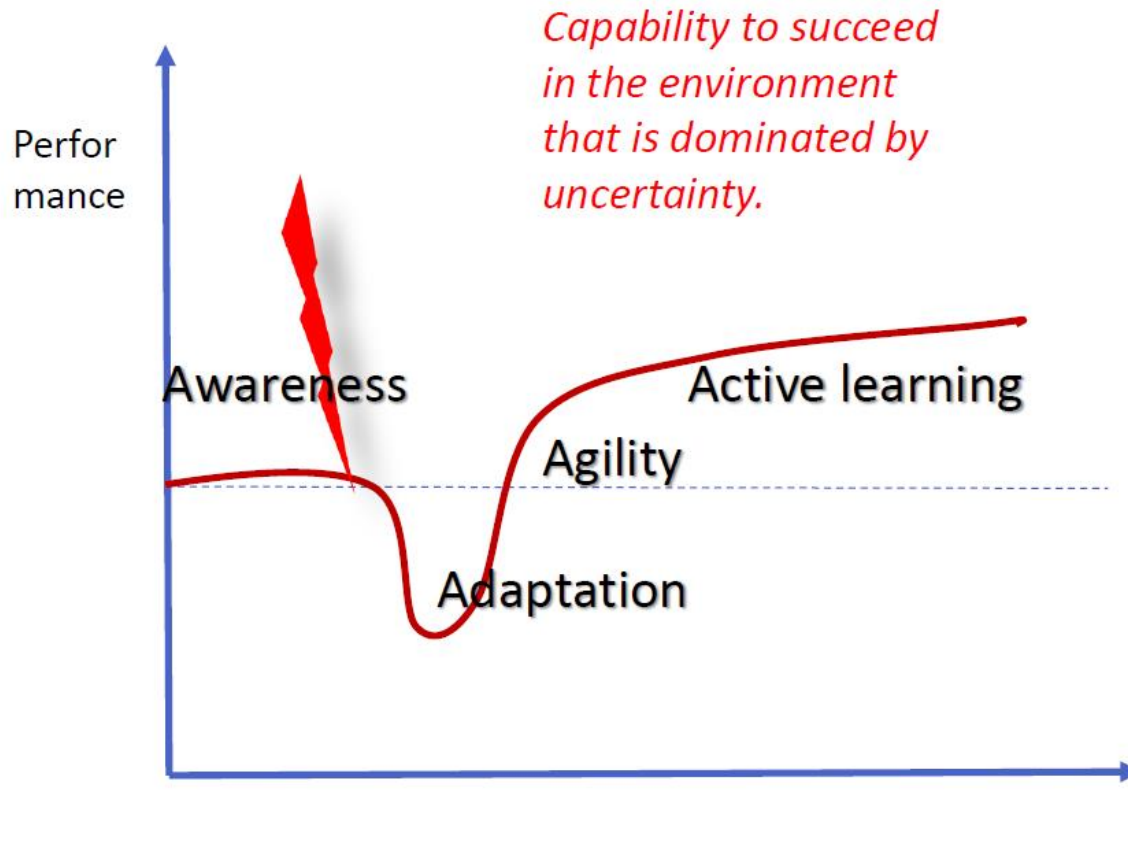 Capability to succeed
in the environment
that is dominated by
uncertainty.
Perfor
mance
Awareness
Active learning
Agility
Adaptation